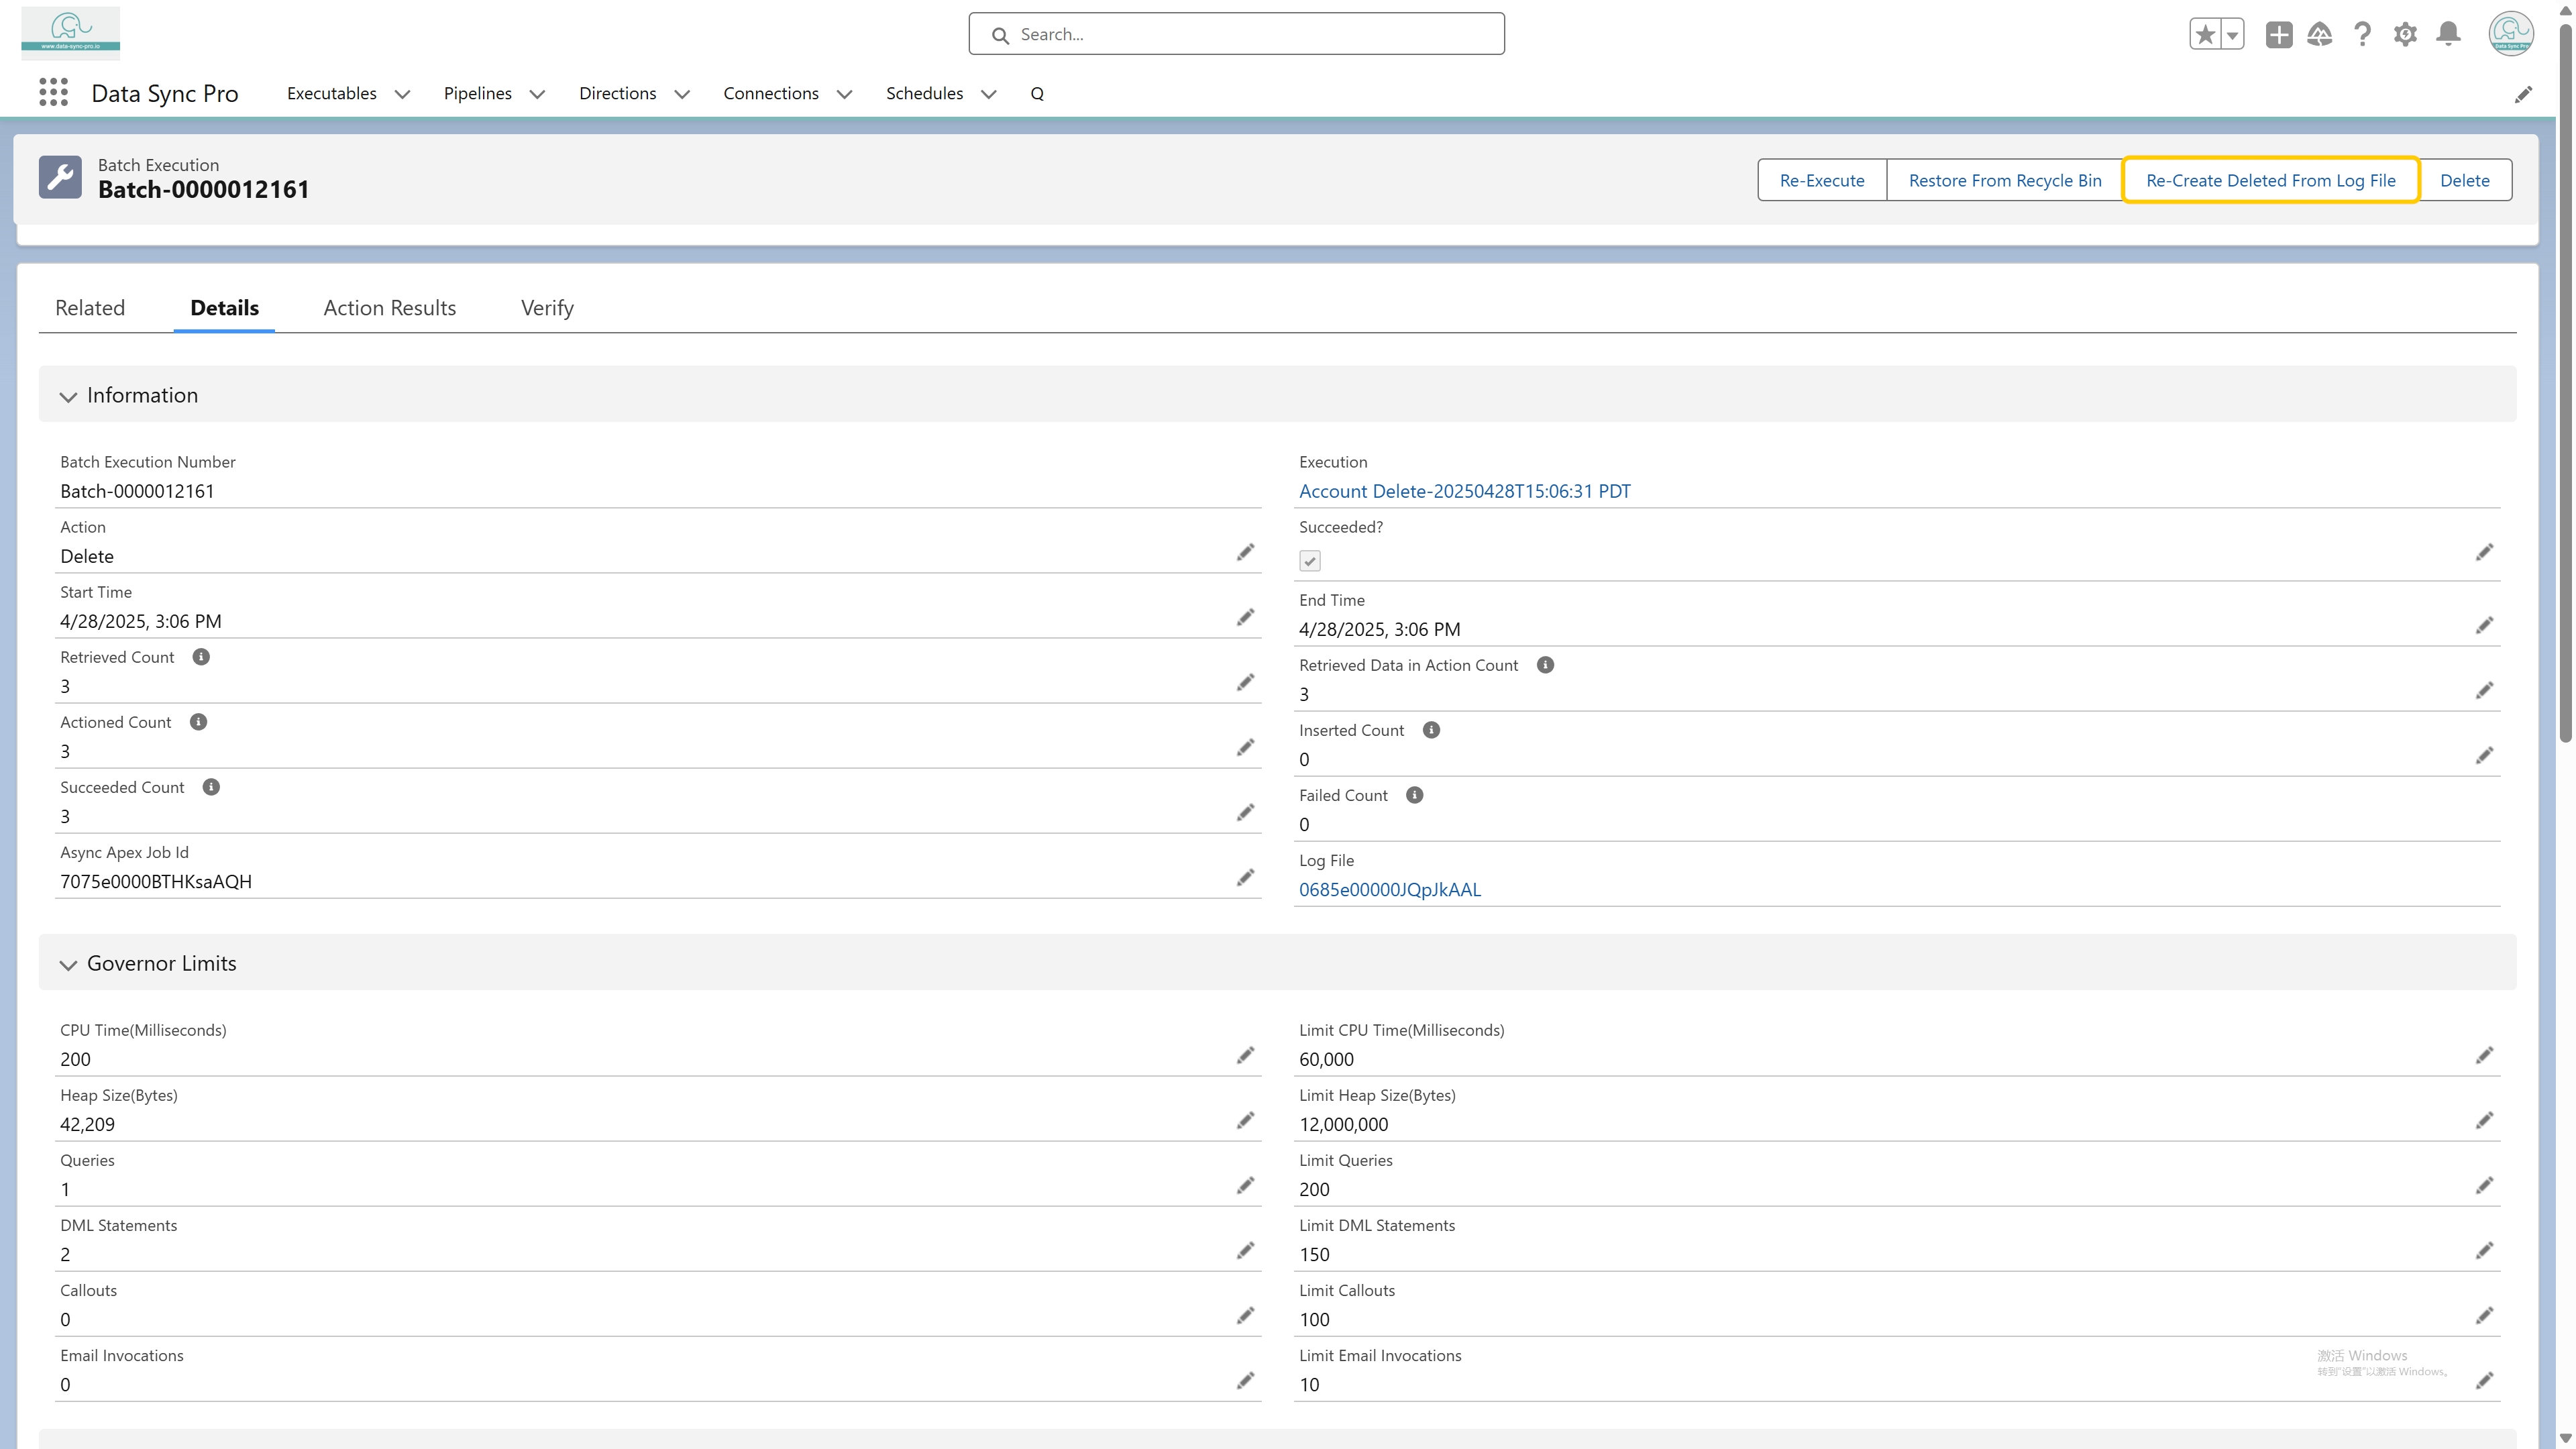 www.data-sync-pro.io
Search...
Data Sync Pro
Data Sync Pro
Executables
Pipelines
Directions
Connections
Schedules
Q
Batch Execution
Batch-0000012161
Re-Execute
Restore From Recycle Bin
Re-Create Deleted From Log File
Delete
Related
Details
Action Results
Verify
Information
Batch Execution Number
Batch-0000012161
Execution
Account Delete-20250428T15:06:31 PDT
Action
Delete
Succeeded?
Start Time
4/28/2025, 3:06 PM
End Time
4/28/2025, 3:06 PM
Retrieved Count
3
Retrieved Data in Action Count
3
Actioned Count
3
Inserted Count
0
Succeeded Count
3
Failed Count
0
Async Apex Job Id
7075e0000BTHKsaAQH
Log File
0685e00000JQpJkAAL
Governor Limits
CPU Time(Milliseconds)
200
Limit CPU Time(Milliseconds)
60,000
Heap Size(Bytes)
42,209
Limit Heap Size(Bytes)
12,000,000
Queries
1
Limit Queries
200
DML Statements
2
Limit DML Statements
150
Callouts
0
Limit Callouts
100
Email Invocations
0
Limit Email Invocations
10
激活 Windows
转到"设置"以激活 Windows。